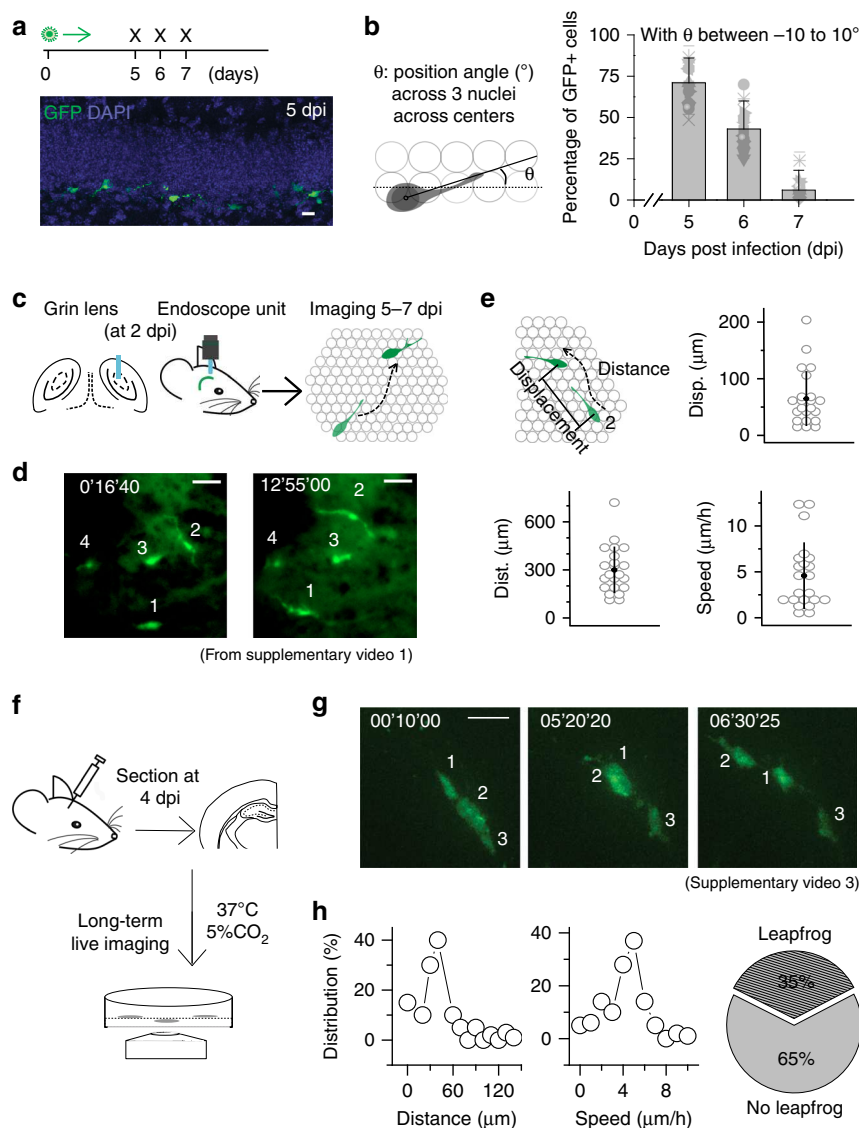 a
X X X
0 5 6 7 (days)
GFP DAPI 5 dpi
b
θ: position angle (°)
across 3 nuclei
across centers
θ
With θ between –10 to 10°
Percentage of GFP+ cells
100
75
50
25
0
0 5 6 7
Days post infection (dpi)
c
Grin lens
(at 2 dpi)
Endoscope unit
Imaging 5–7 dpi
d
0'16'40
4
3
2
1
12'55'00
2
4
3
1
(From supplementary video 1)
e
Distance
Displacement
2
Disp. (μm)
200
100
0
Dist. (μm)
600
300
0
Speed (μm/h)
10
5
0
f
Section at
4 dpi
Long-term
live imaging
37°C
5%CO2
g
00'10'00
1
2
3
05'20'20
1
2
3
06'30'25
2
1
3
(Supplementary video 3)
h
Distribution (%)
40
20
0
0 60 120
Distance (μm)
40
20
0
0 4 8
Speed (μm/h)
Leapfrog
35%
65%
No leapfrog